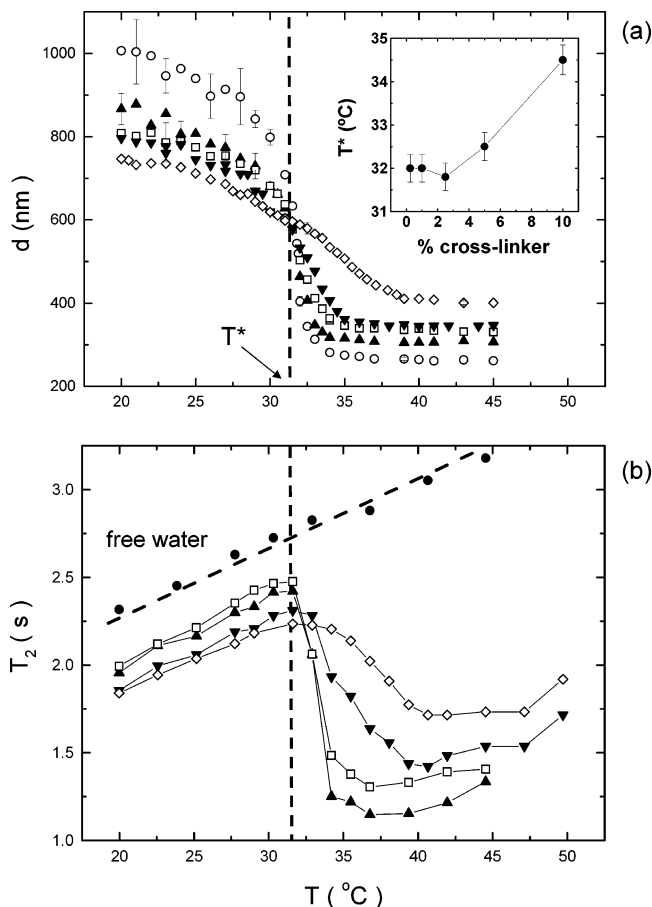 (a)
1000
800
600
400
200
d (nm)
T*
20 25 30 35 40 45 50
35
34
33
32
31
T* (ºC)
0 2 4 6 8 10
% cross-linker
(b)
3.0
2.5
2.0
1.5
1.0
T₂ ( s )
free water
20 25 30 35 40 45 50
T ( °C)